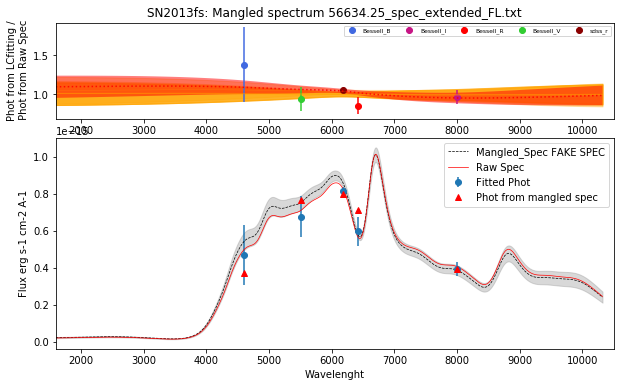 SN2013fs: Mangled spectrum 56634.25_spec_extended_FL.txt
Phot from LCfitting /
Phot from Raw Spec
1.5
1.0
Bessell_B
Bessell_I
Bessell_R
Bessell_V
sdss_r
2000 3000 4000 5000 6000 7000 8000 9000 10000
1e−15
Flux erg s-1 cm-2 A-1
1.0
0.8
0.6
0.4
0.2
0.0
Mangled_Spec FAKE SPEC
Raw Spec
Fitted Phot
Phot from mangled spec
2000 3000 4000 5000 6000 7000 8000 9000 10000
Wavelenght